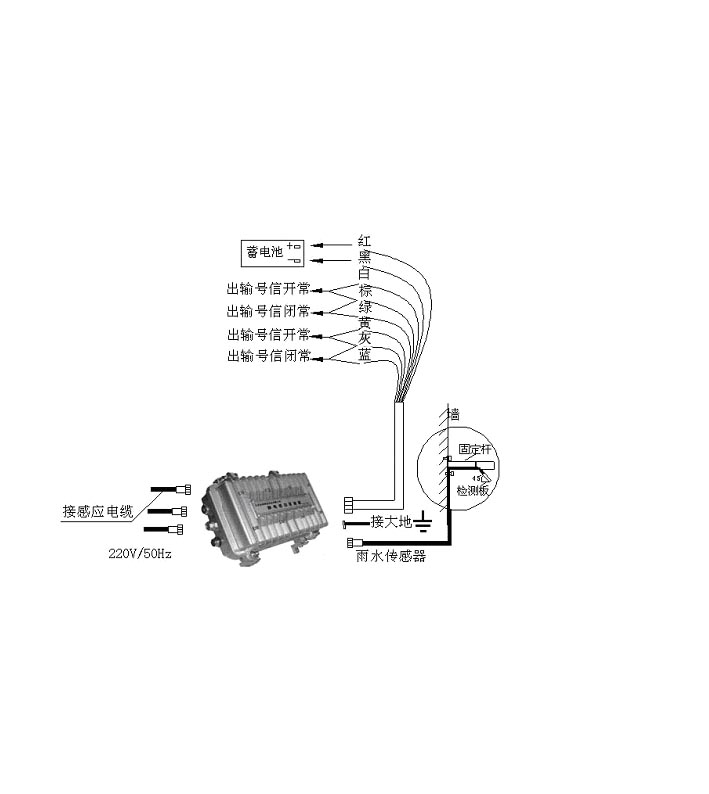 红
蓄电池 + −
黑
白
出输号信开常
棕
出输号信闭常
绿
黄
出输号信开常
灰
出输号信闭常
蓝
墙
固定杆
检测板
接感应电缆
接大地
220V/50Hz
雨水传感器